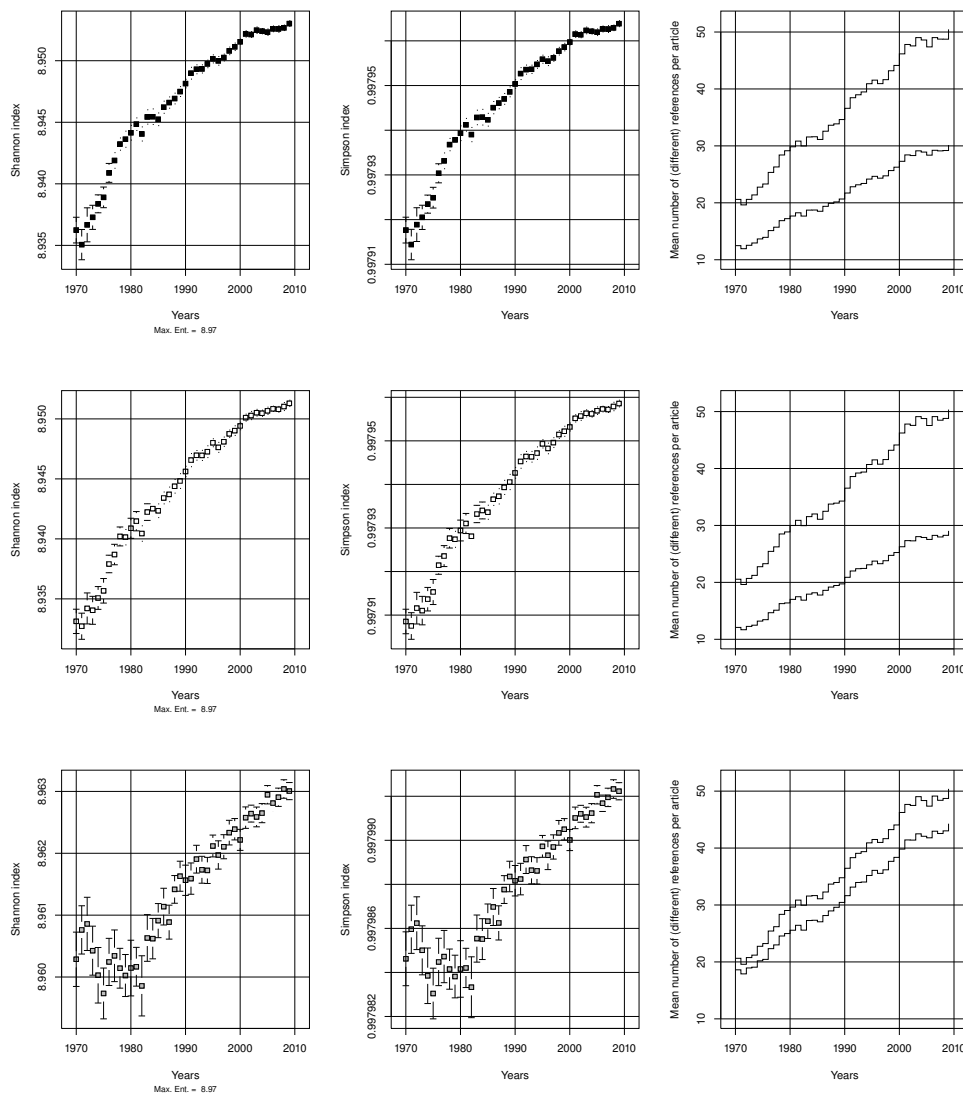 Shannon index
8.935 8.940 8.945 8.950
1970 1980 1990 2000 2010
Years
Max. Ent. = 8.97
Simpson index
0.99791 0.99793 0.99795
1970 1980 1990 2000 2010
Years
Mean number of (different) references per article
10 20 30 40 50
1970 1980 1990 2000 2010
Years
Shannon index
8.935 8.940 8.945 8.950
1970 1980 1990 2000 2010
Years
Max. Ent. = 8.97
Simpson index
0.99791 0.99793 0.99795
1970 1980 1990 2000 2010
Years
Mean number of (different) references per article
10 20 30 40 50
1970 1980 1990 2000 2010
Years
Shannon index
8.960 8.961 8.962 8.963
1970 1980 1990 2000 2010
Years
Max. Ent. = 8.97
Simpson index
0.997982 0.997986 0.997990
1970 1980 1990 2000 2010
Years
Mean number of (different) references per article
10 20 30 40 50
1970 1980 1990 2000 2010
Years